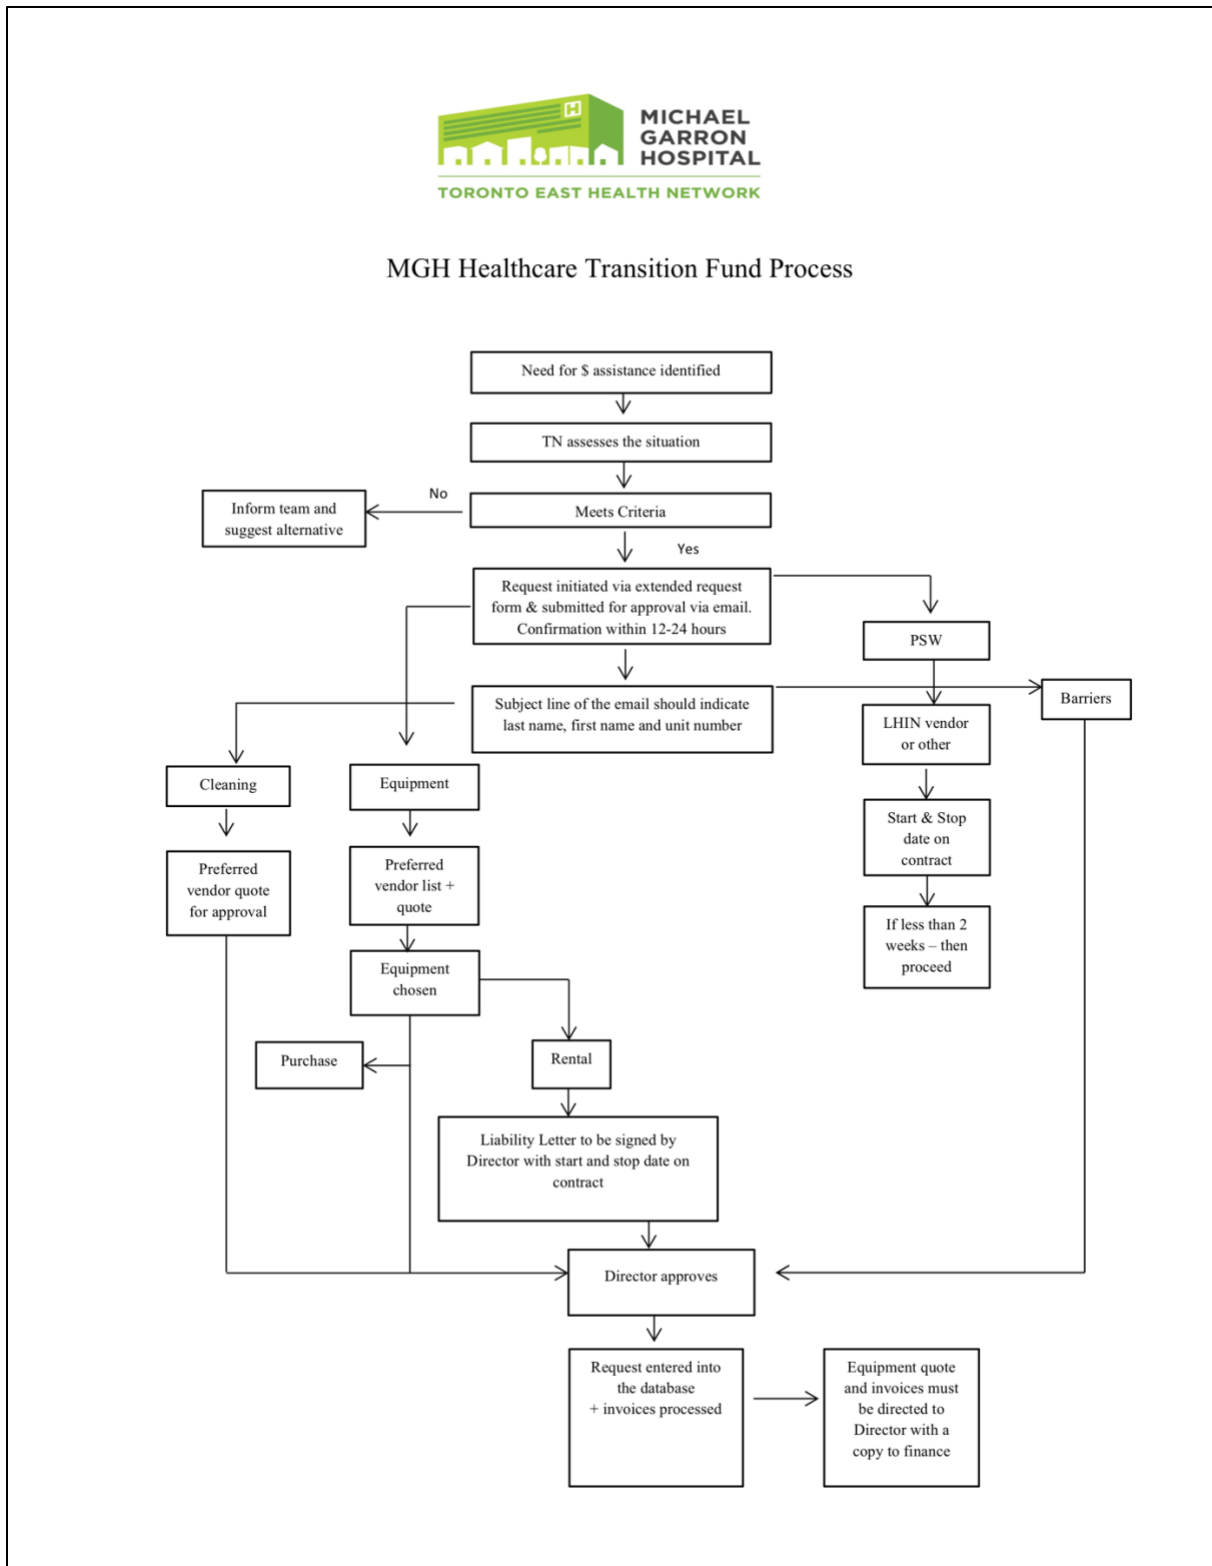 MICHAEL
GARRON
HOSPITAL
TORONTO EAST HEALTH NETWORK
MGH Healthcare Transition Fund Process
Need for $ assistance identified
TN assesses the situation
No
Inform team and
suggest alternative
Meets Criteria
Yes
Request initiated via extended request
form & submitted for approval via email.
Confirmation within 12-24 hours
PSW
Subject line of the email should indicate
last name, first name and unit number
Barriers
LHIN vendor
or other
Cleaning
Equipment
Start & Stop
date on
contract
Preferred
vendor quote
for approval
Preferred
vendor list +
quote
If less than 2
weeks – then
proceed
Equipment
chosen
Purchase
Rental
Liability Letter to be signed by
Director with start and stop date on
contract
Director approves
Request entered into
the database
+ invoices processed
Equipment quote
and invoices must
be directed to
Director with a
copy to finance